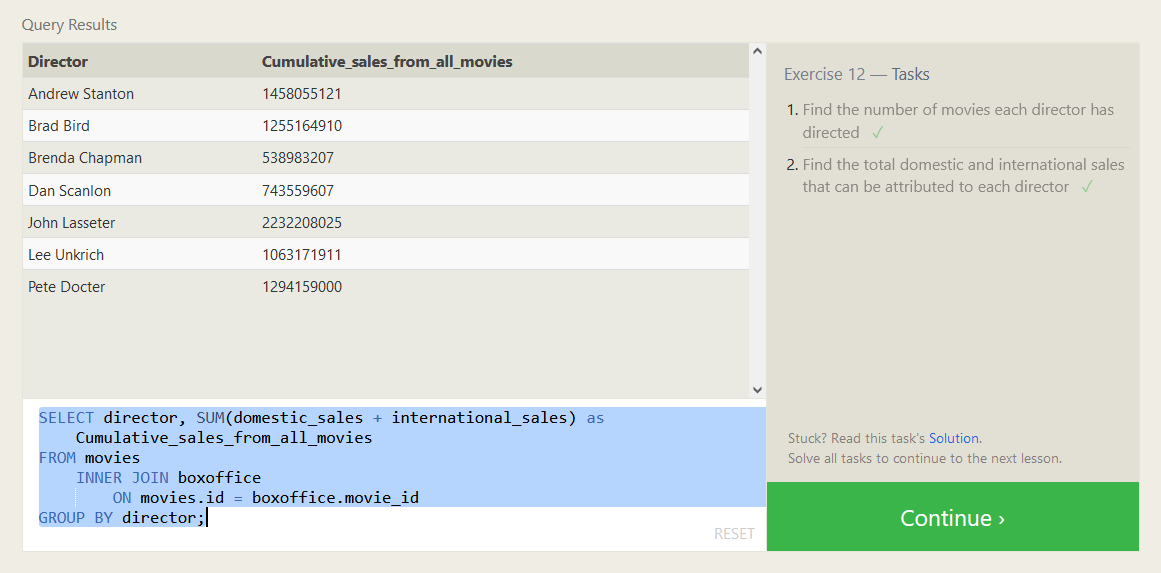 Query Results
Director Cumulative_sales_from_all_movies
Andrew Stanton 1458055121
Brad Bird 1255164910
Brenda Chapman 538983207
Dan Scanlon 743559607
John Lasseter 2232208025
Lee Unkrich 1063171911
Pete Docter 1294159000
SELECT director, SUM(domestic_sales + international_sales) as
Cumulative_sales_from_all_movies
FROM movies
INNER JOIN boxoffice
ON movies.id = boxoffice.movie_id
GROUP BY director;
RESET
Exercise 12 — Tasks
1. Find the number of movies each director has
directed ✓
2. Find the total domestic and international sales
that can be attributed to each director ✓
Stuck? Read this task's Solution.
Solve all tasks to continue to the next lesson.
Continue ›